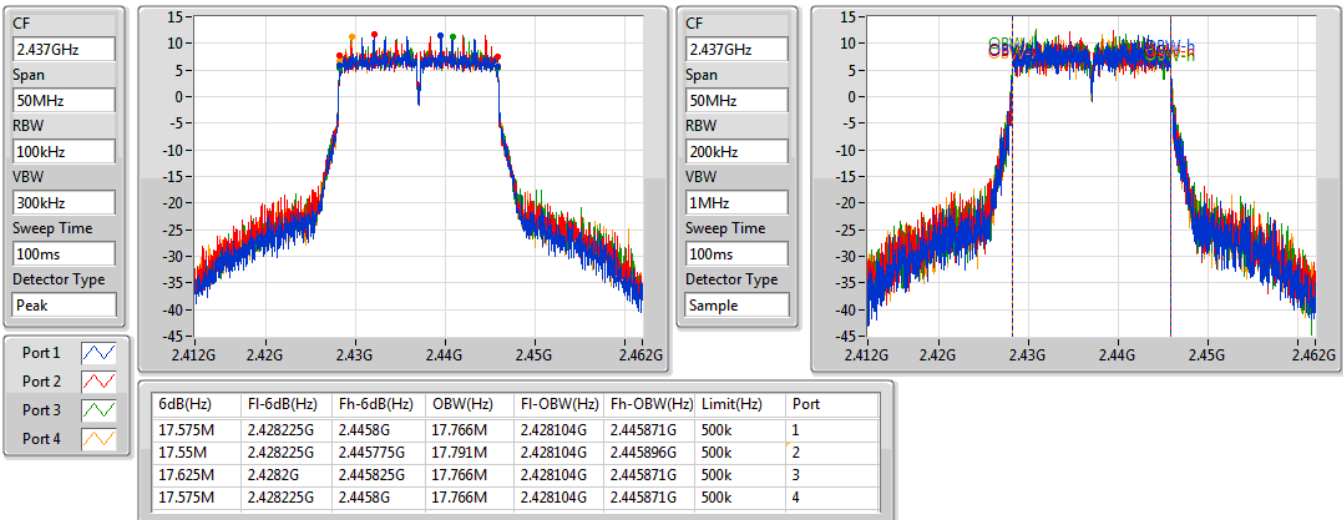 CF
2.437GHz
Span
50MHz
RBW
100kHz
VBW
300kHz
Sweep Time
100ms
Detector Type
Peak
Port 1
Port 2
Port 3
Port 4
15
10
5
0
-5
-10
-15
-20
-25
-30
-35
-40
-45
2.412G 2.42G 2.43G 2.44G 2.45G 2.462G
CF
2.437GHz
Span
50MHz
RBW
200kHz
VBW
1MHz
Sweep Time
100ms
Detector Type
Sample
15
10
5
0
-5
-10
-15
-20
-25
-30
-35
-40
-45
2.412G 2.42G 2.43G 2.44G 2.45G 2.462G
6dB(Hz) Fl-6dB(Hz) Fh-6dB(Hz) OBW(Hz) Fl-OBW(Hz) Fh-OBW(Hz) Limit(Hz) Port
17.575M 2.428225G 2.4458G 17.766M 2.428104G 2.445871G 500k 1
17.55M 2.428225G 2.445775G 17.791M 2.428104G 2.445896G 500k 2
17.625M 2.4282G 2.445825G 17.766M 2.428104G 2.445871G 500k 3
17.575M 2.428225G 2.4458G 17.766M 2.428104G 2.445871G 500k 4